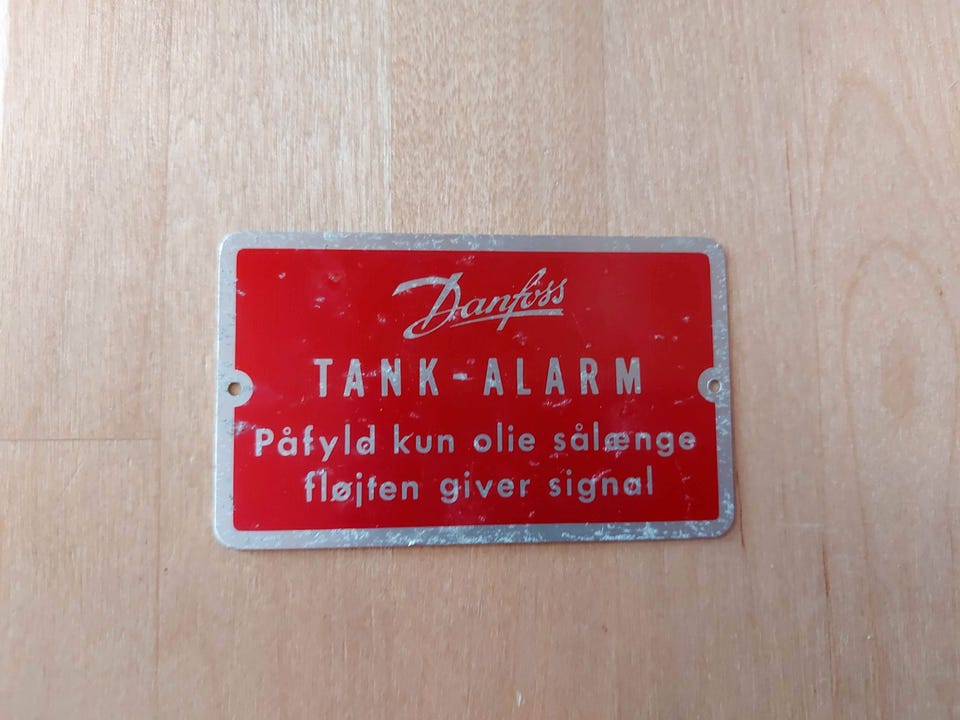 Danfoss
TANK-ALARM
Påfyld kun olie sålænge
fløjten giver signal